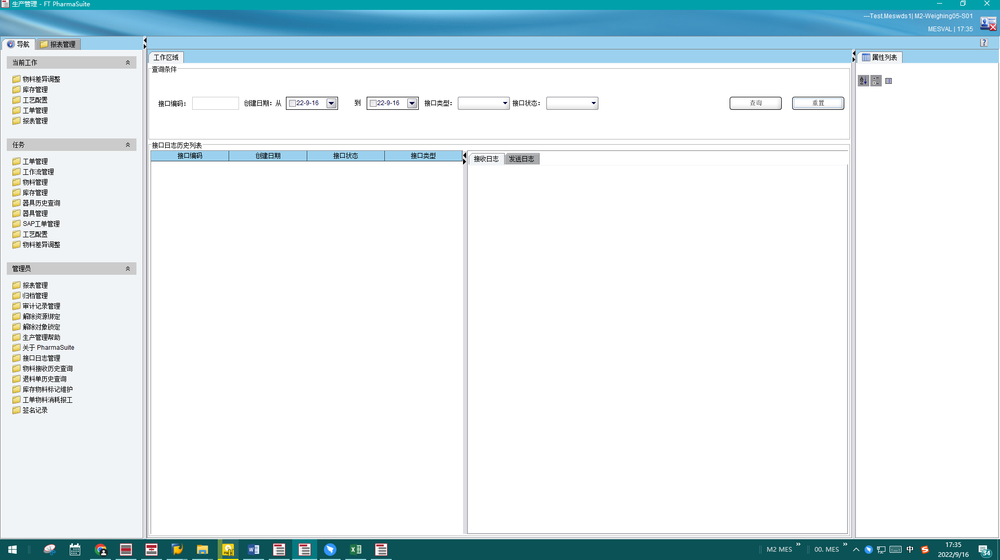 生产管理 - FT PharmaSuite
---Test.Meswds1| M2-Weighing05-S01
MESVAL | 17:35
导航
报表管理
当前工作
物料差异调整
库存管理
工艺配置
工单管理
报表管理
任务
工单管理
工作流管理
物料管理
库存管理
器具历史查询
器具管理
SAP工单管理
工艺配置
物料差异调整
管理员
报表管理
归档管理
审计记录管理
解除资源绑定
解除对象锁定
生产管理帮助
关于 PharmaSuite
接口日志管理
物料接收历史查询
退料单历史查询
库存物料标记维护
工单物料消耗报工
签名记录
工作区域
查询条件
接口编码： 创建日期：从 22-9-16 到 22-9-16 接口类型： 接口状态： 查询 重置
接口日志历史列表
接口编码 创建日期 接口状态 接口类型
接收日志 发送日志
属性列表
M2 MES
00. MES
中
17:35
2022/9/16
34